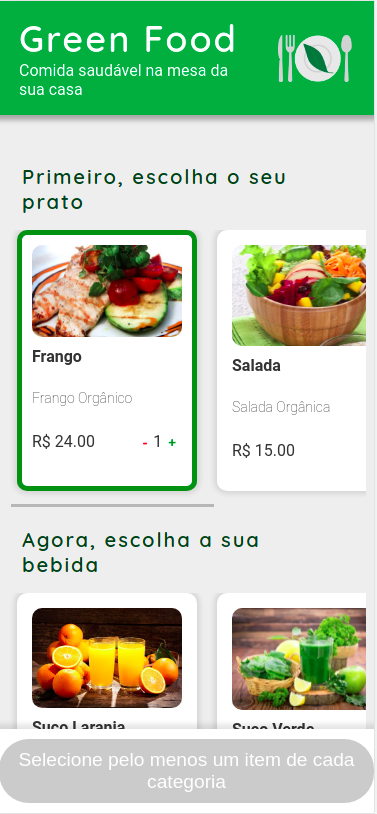 Green Food
Comida saudável na mesa da
sua casa
Primeiro, escolha o seu
prato
Frango
Frango Orgânico
R$ 24.00
- 1 +
Salada
Salada Orgânica
R$ 15.00
Agora, escolha a sua
bebida
Suco Laranja
Suco Verde
Selecione pelo menos um item de cada
categoria